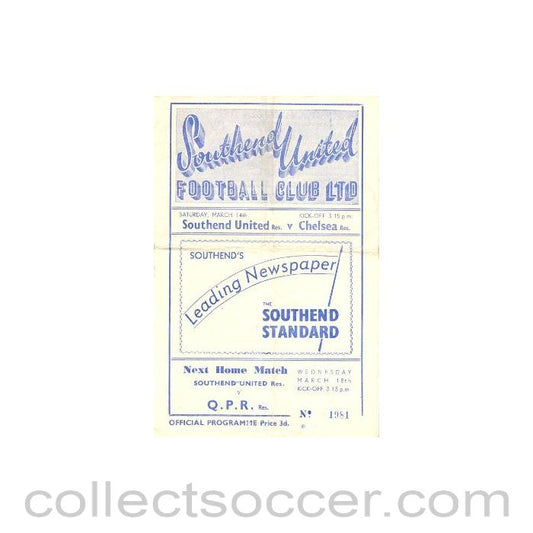 Southend United
FOOTBALL CLUB LTD
SATURDAY, MARCH 14th. KICK-OFF 3.15 p.m.
Southend United Res. v Chelsea Res.
SOUTHEND'S
Leading Newspaper
THE
SOUTHEND
STANDARD
Next Home Match
SOUTHEND UNITED Res.
v
Q.P.R. Res.
WEDNESDAY
MARCH 18th
KICK-OFF 3.15 p.m
Nº 1981
OFFICIAL PROGRAMME Price 3d.
collectsoccer.com